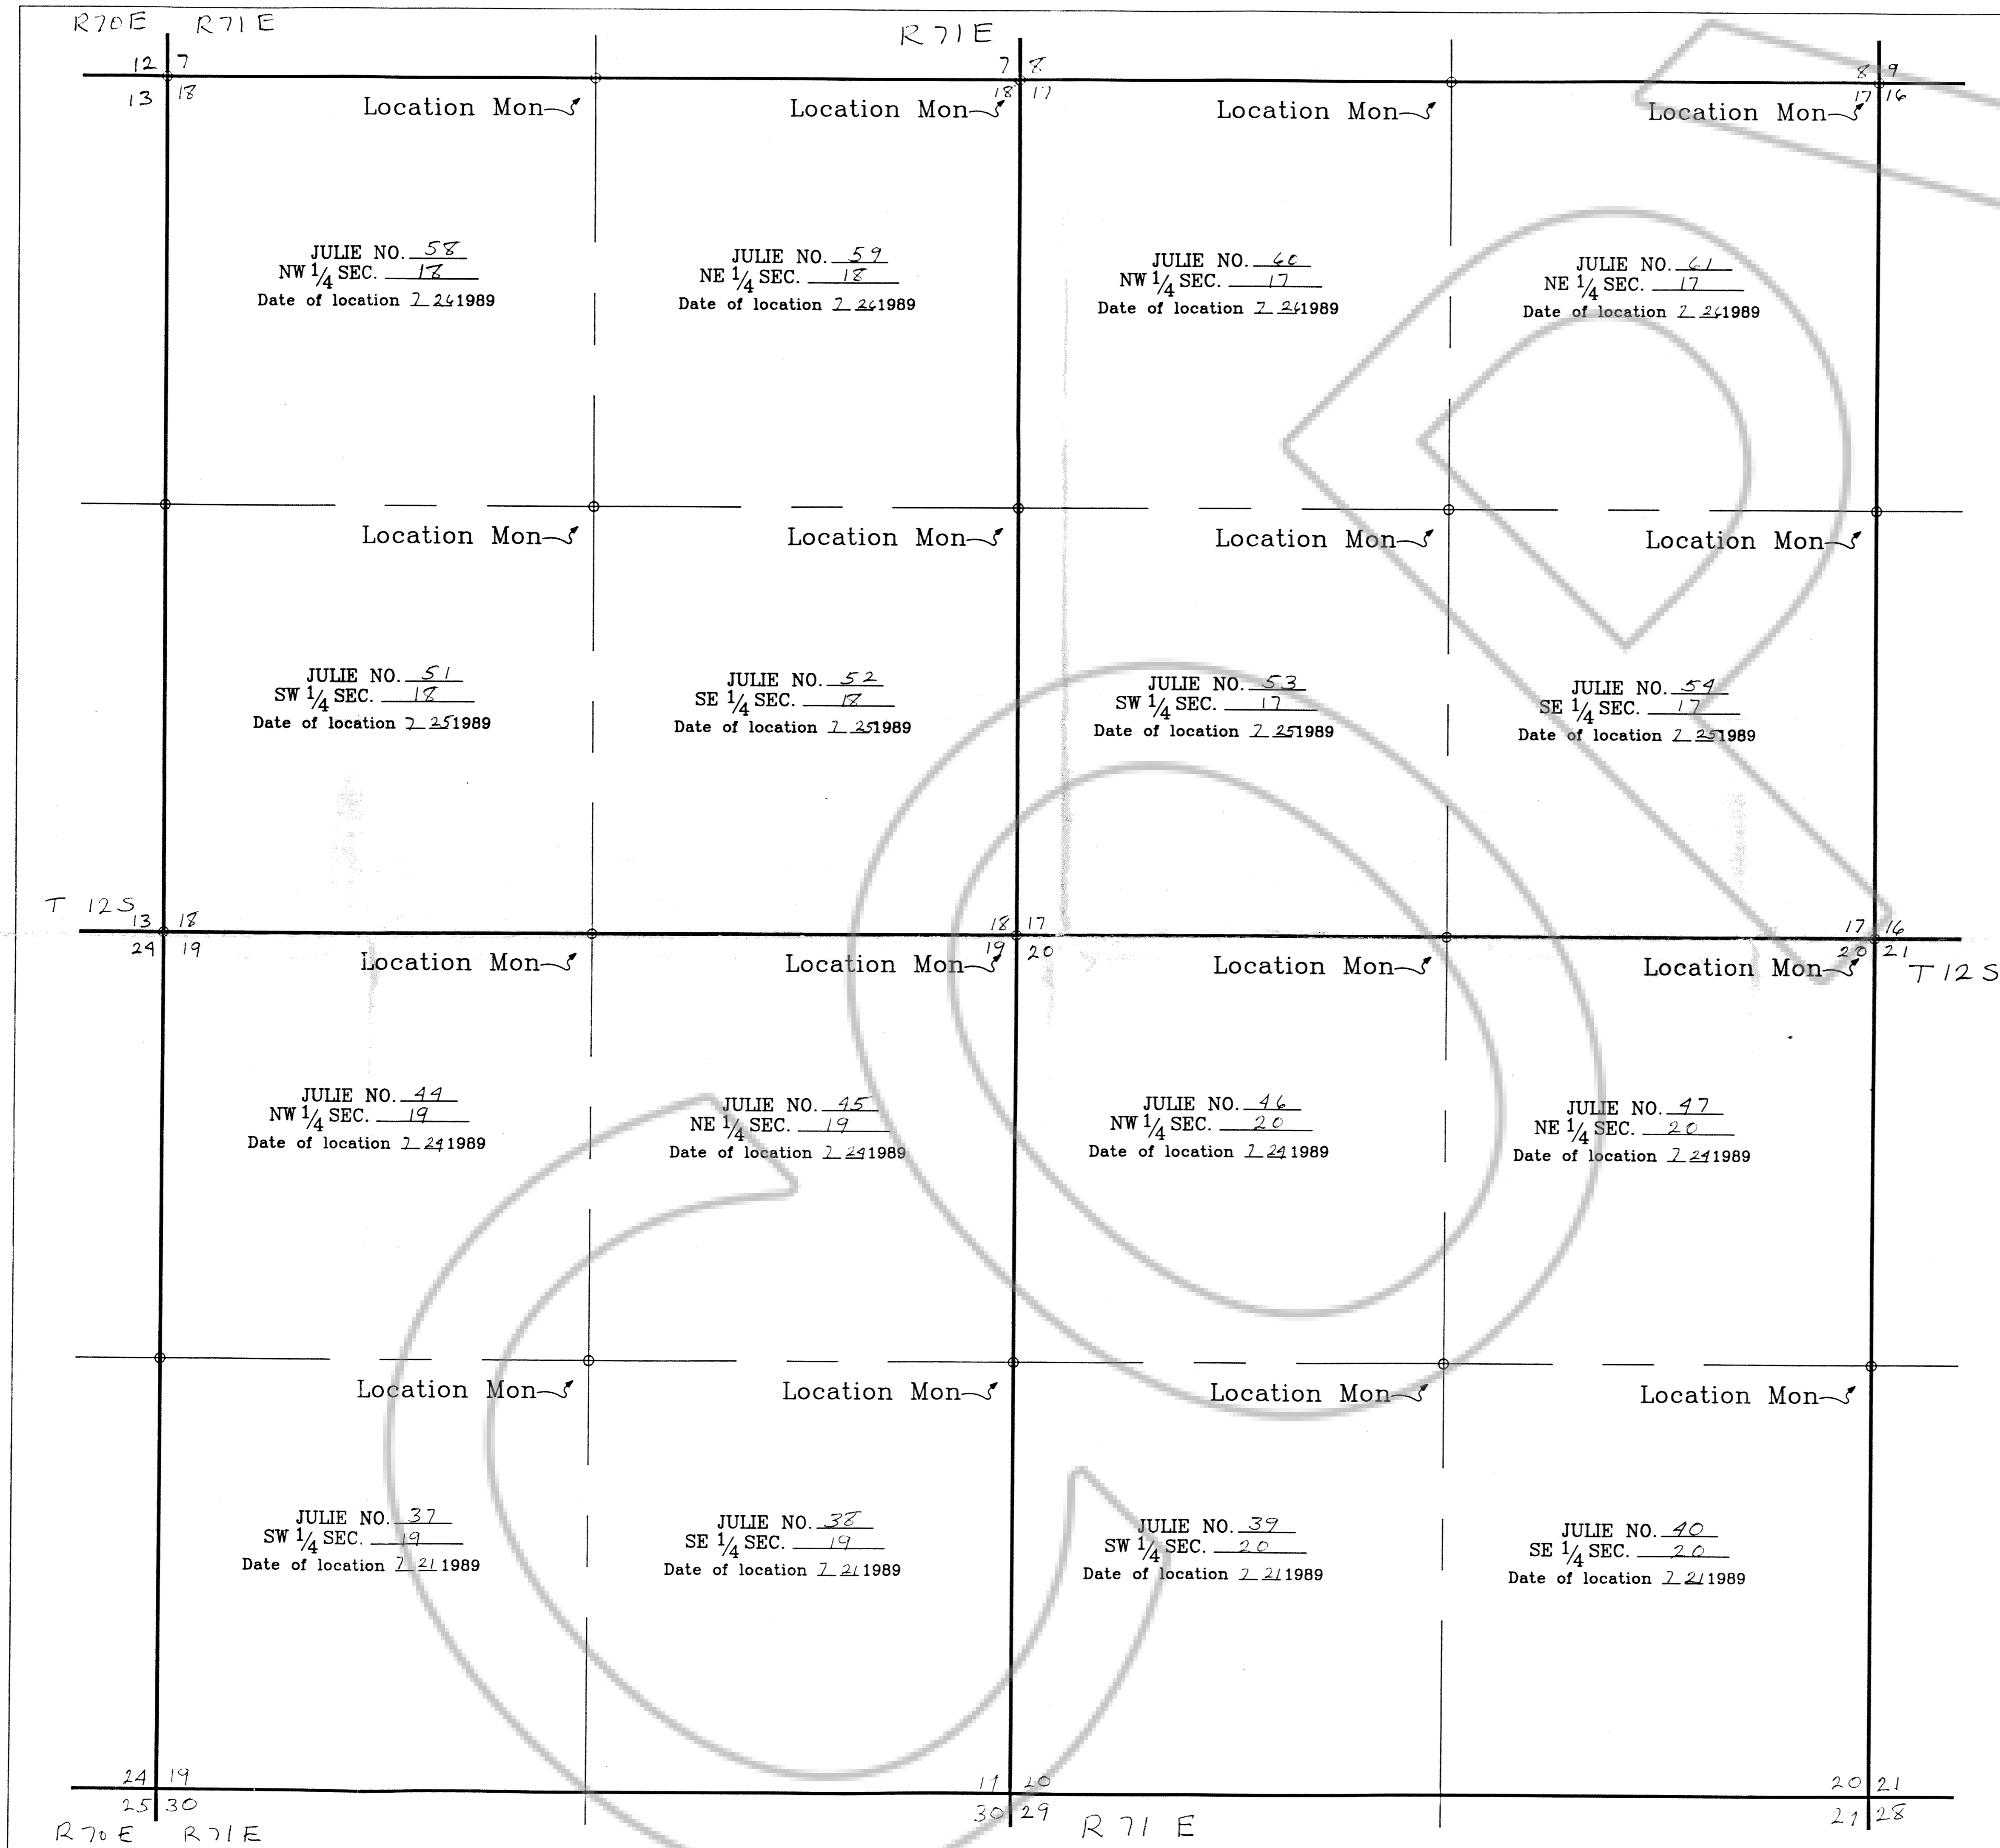 R70E R71E R71E
12 7 7 8 8 9
13 18 18 17 17 16
Location Mon Location Mon Location Mon Location Mon
JULIE NO. 58
NW 1/4 SEC. 18
Date of location 7 26 1989
JULIE NO. 59
NE 1/4 SEC. 18
Date of location 7 26 1989
JULIE NO. 60
NW 1/4 SEC. 17
Date of location 7 26 1989
JULIE NO. 61
NE 1/4 SEC. 17
Date of location 7 26 1989
Location Mon Location Mon Location Mon Location Mon
JULIE NO. 51
SW 1/4 SEC. 18
Date of location 7 25 1989
JULIE NO. 52
SE 1/4 SEC. 18
Date of location 7 25 1989
JULIE NO. 53
SW 1/4 SEC. 17
Date of location 7 25 1989
JULIE NO. 54
SE 1/4 SEC. 17
Date of location 7 25 1989
T 12S 13 18 18 17 17 16
24 19 19 20 20 21 T12S
Location Mon Location Mon Location Mon Location Mon
JULIE NO. 44
NW 1/4 SEC. 19
Date of location 7 24 1989
JULIE NO. 45
NE 1/4 SEC. 19
Date of location 7 24 1989
JULIE NO. 46
NW 1/4 SEC. 20
Date of location 7 24 1989
JULIE NO. 47
NE 1/4 SEC. 20
Date of location 7 24 1989
Location Mon Location Mon Location Mon Location Mon
JULIE NO. 37
SW 1/4 SEC. 19
Date of location 7 21 1989
JULIE NO. 38
SE 1/4 SEC. 19
Date of location 7 21 1989
JULIE NO. 39
SW 1/4 SEC. 20
Date of location 7 21 1989
JULIE NO. 40
SE 1/4 SEC. 20
Date of location 7 21 1989
24 19 19 20 20 21
25 30 30 29 29 28
R70E R71E R71E